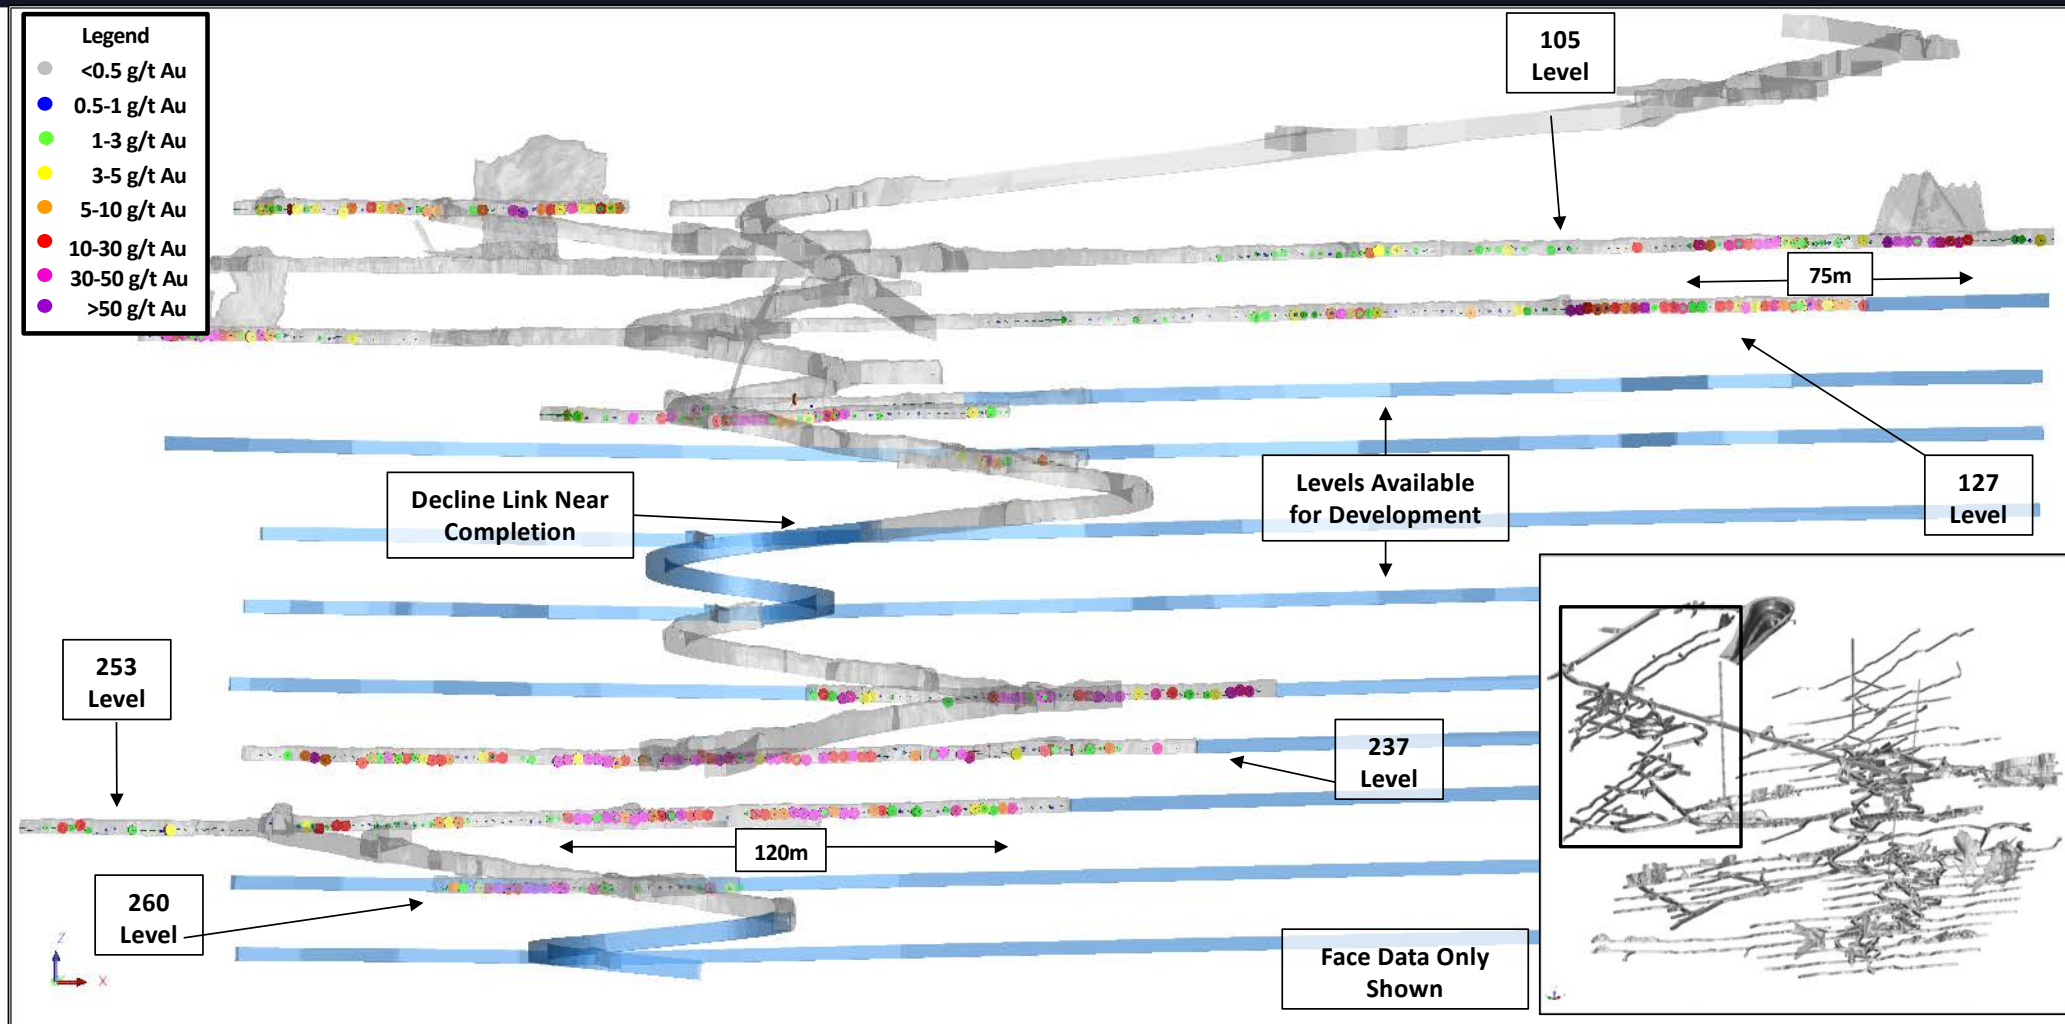 Legend
<0.5 g/t Au
0.5-1 g/t Au
1-3 g/t Au
3-5 g/t Au
5-10 g/t Au
10-30 g/t Au
30-50 g/t Au
>50 g/t Au
105
Level
75m
127
Level
Levels Available
for Development
Decline Link Near
Completion
253
Level
237
Level
120m
260
Level
Face Data Only
Shown
Z
X